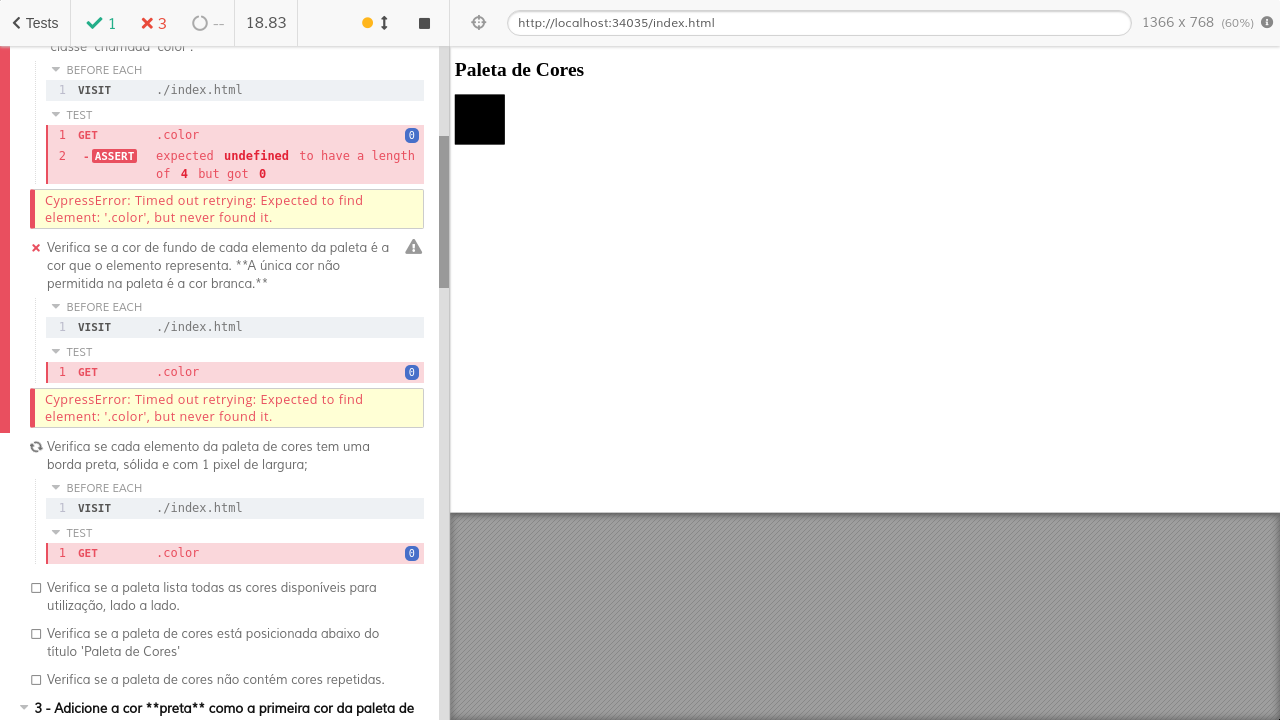 Tests 1 3 -- 18.83
http://localhost:34035/index.html 1366 x 768 (60%)
classe 'chamada' color'.
BEFORE EACH
1 VISIT ./index.html
TEST
1 GET .color 0
2 -ASSERT expected undefined to have a length
of 4 but got 0
CypressError: Timed out retrying: Expected to find
element: '.color', but never found it.
Verifica se a cor de fundo de cada elemento da paleta é a
cor que o elemento representa. **A única cor não
permitida na paleta é a cor branca.**
BEFORE EACH
1 VISIT ./index.html
TEST
1 GET .color 0
CypressError: Timed out retrying: Expected to find
element: '.color', but never found it.
Verifica se cada elemento da paleta de cores tem uma
borda preta, sólida e com 1 pixel de largura;
BEFORE EACH
1 VISIT ./index.html
TEST
1 GET .color 0
Verifica se a paleta lista todas as cores disponíveis para
utilização, lado a lado.
Verifica se a paleta de cores está posicionada abaixo do
título 'Paleta de Cores'
Verifica se a paleta de cores não contém cores repetidas.
3 - Adicione a cor **preta** como a primeira cor da paleta de
Paleta de Cores